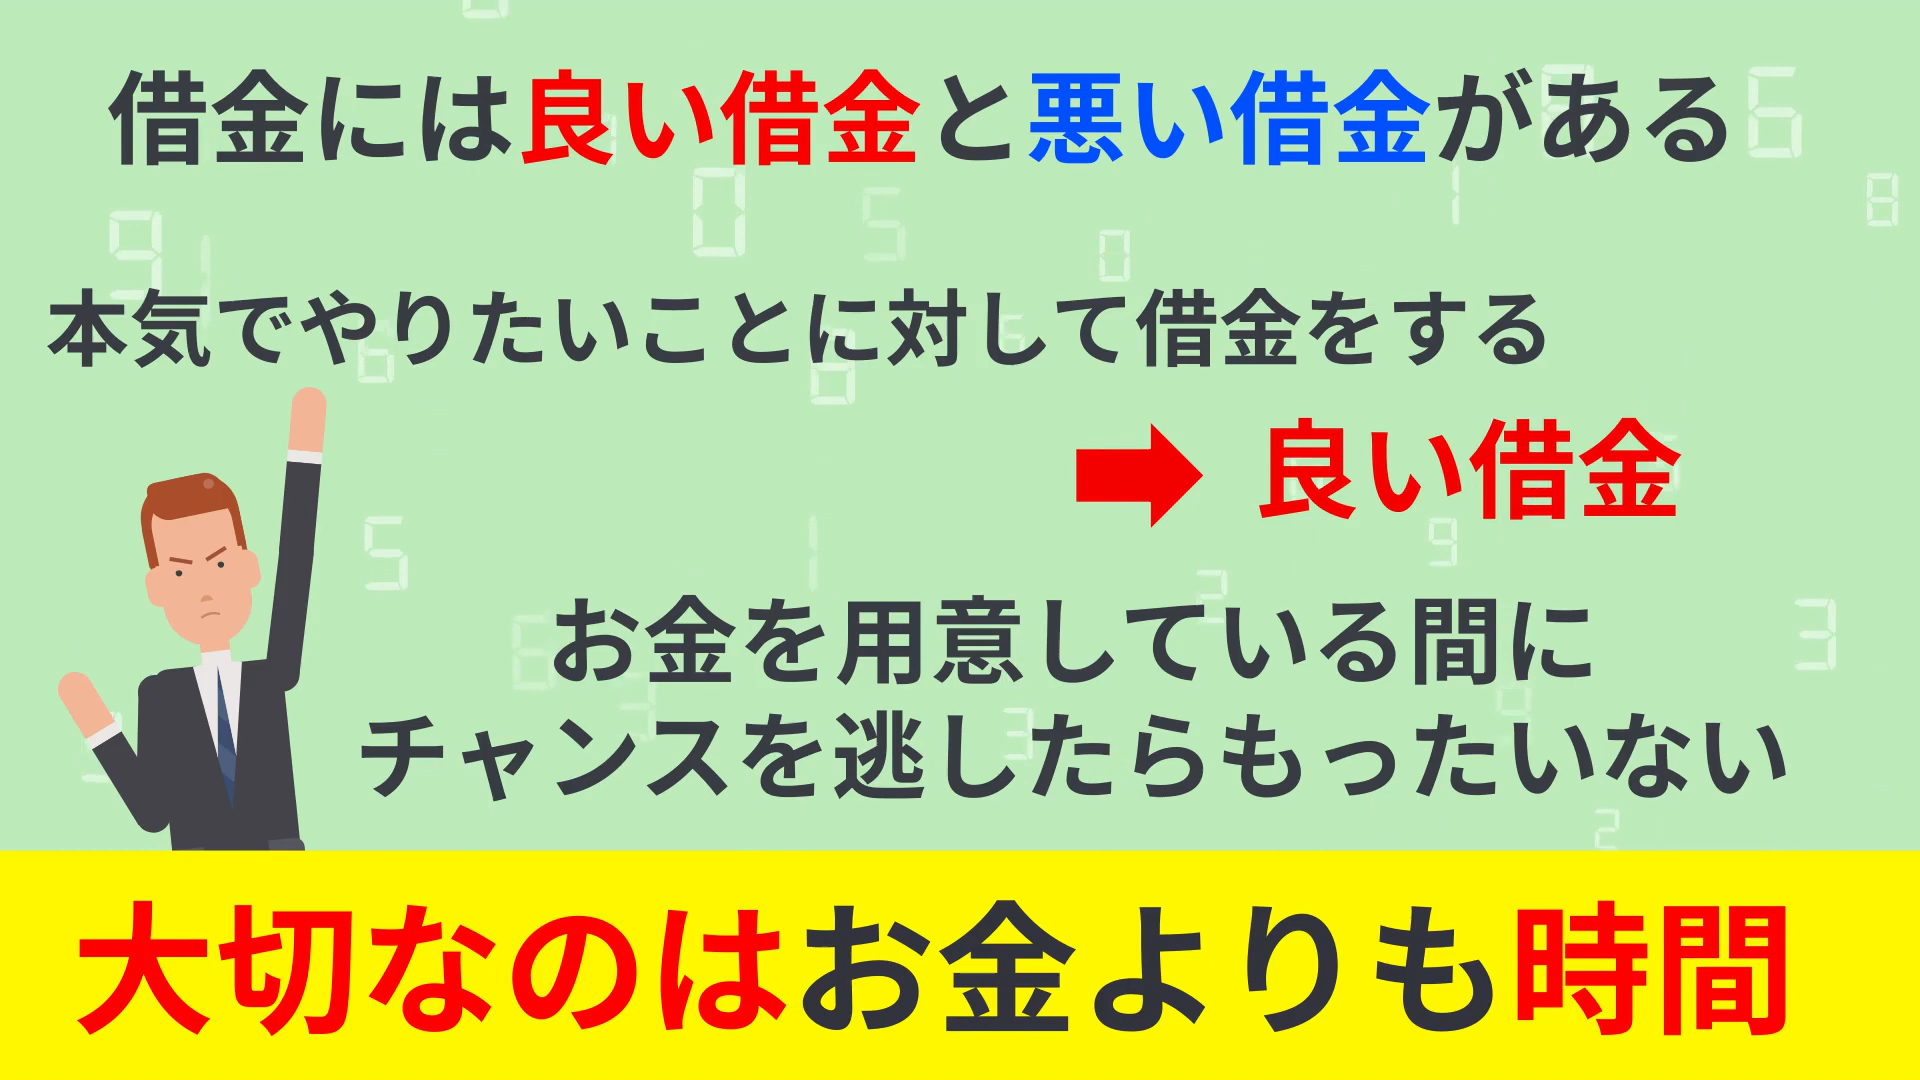 借金には良い借金と悪い借金がある
本気でやりたいことに対して借金をする
良い借金
お金を用意している間に
チャンスを逃したらもったいない
大切なのはお金よりも時間